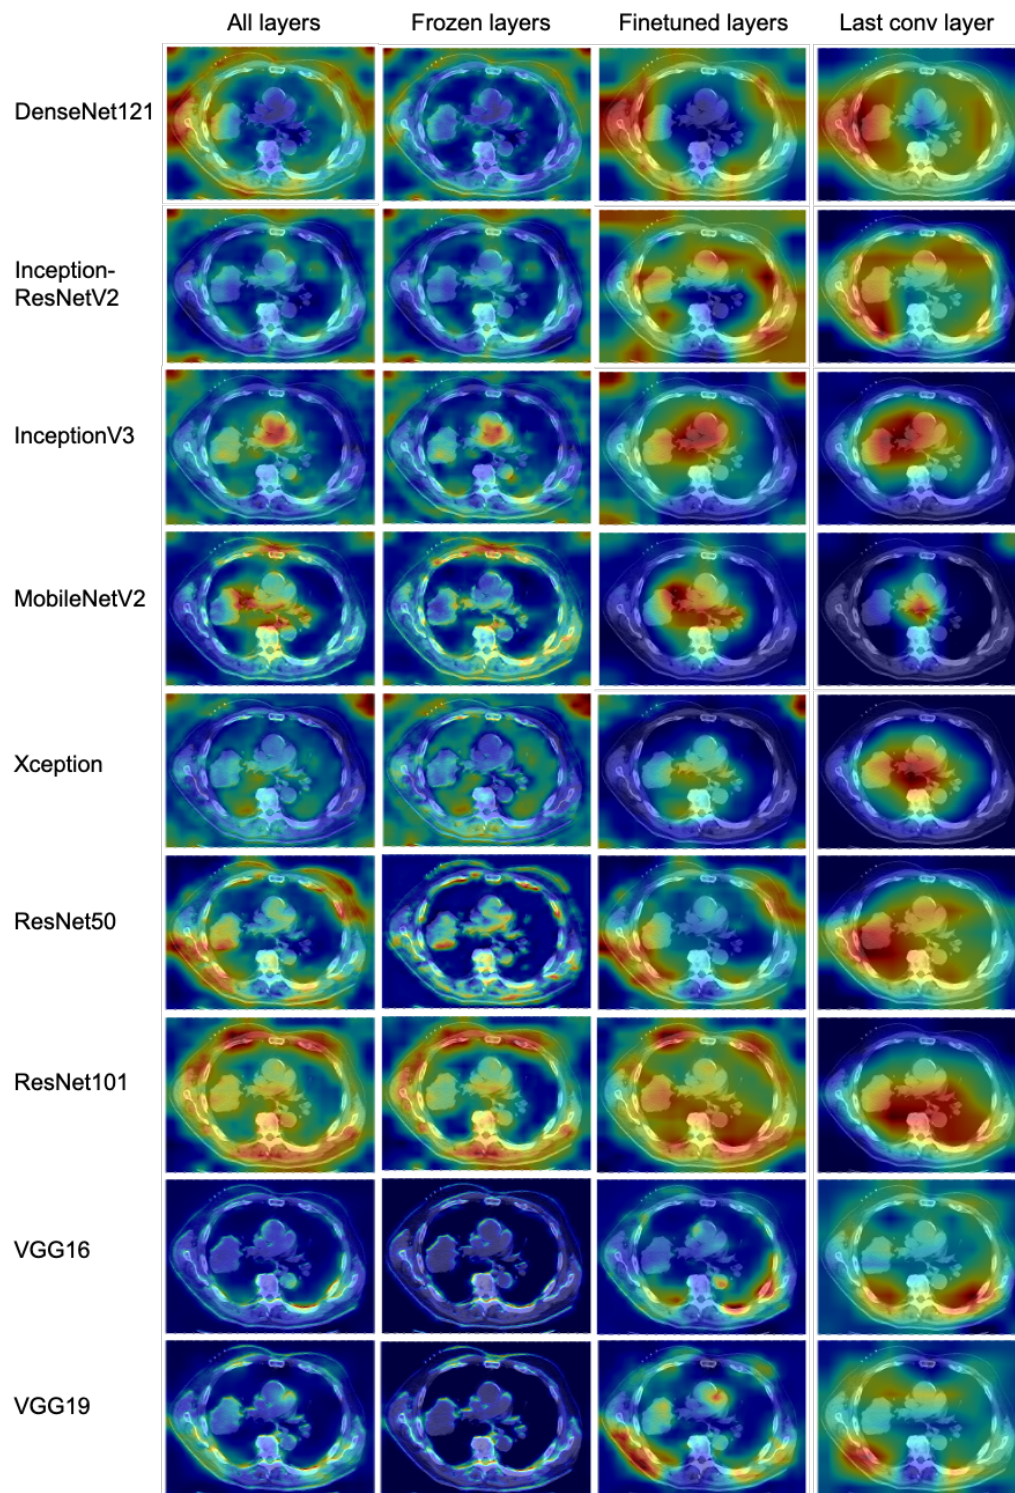 All layers Frozen layers Finetuned layers Last conv layer
DenseNet121
Inception-
ResNetV2
InceptionV3
MobileNetV2
Xception
ResNet50
ResNet101
VGG16
VGG19